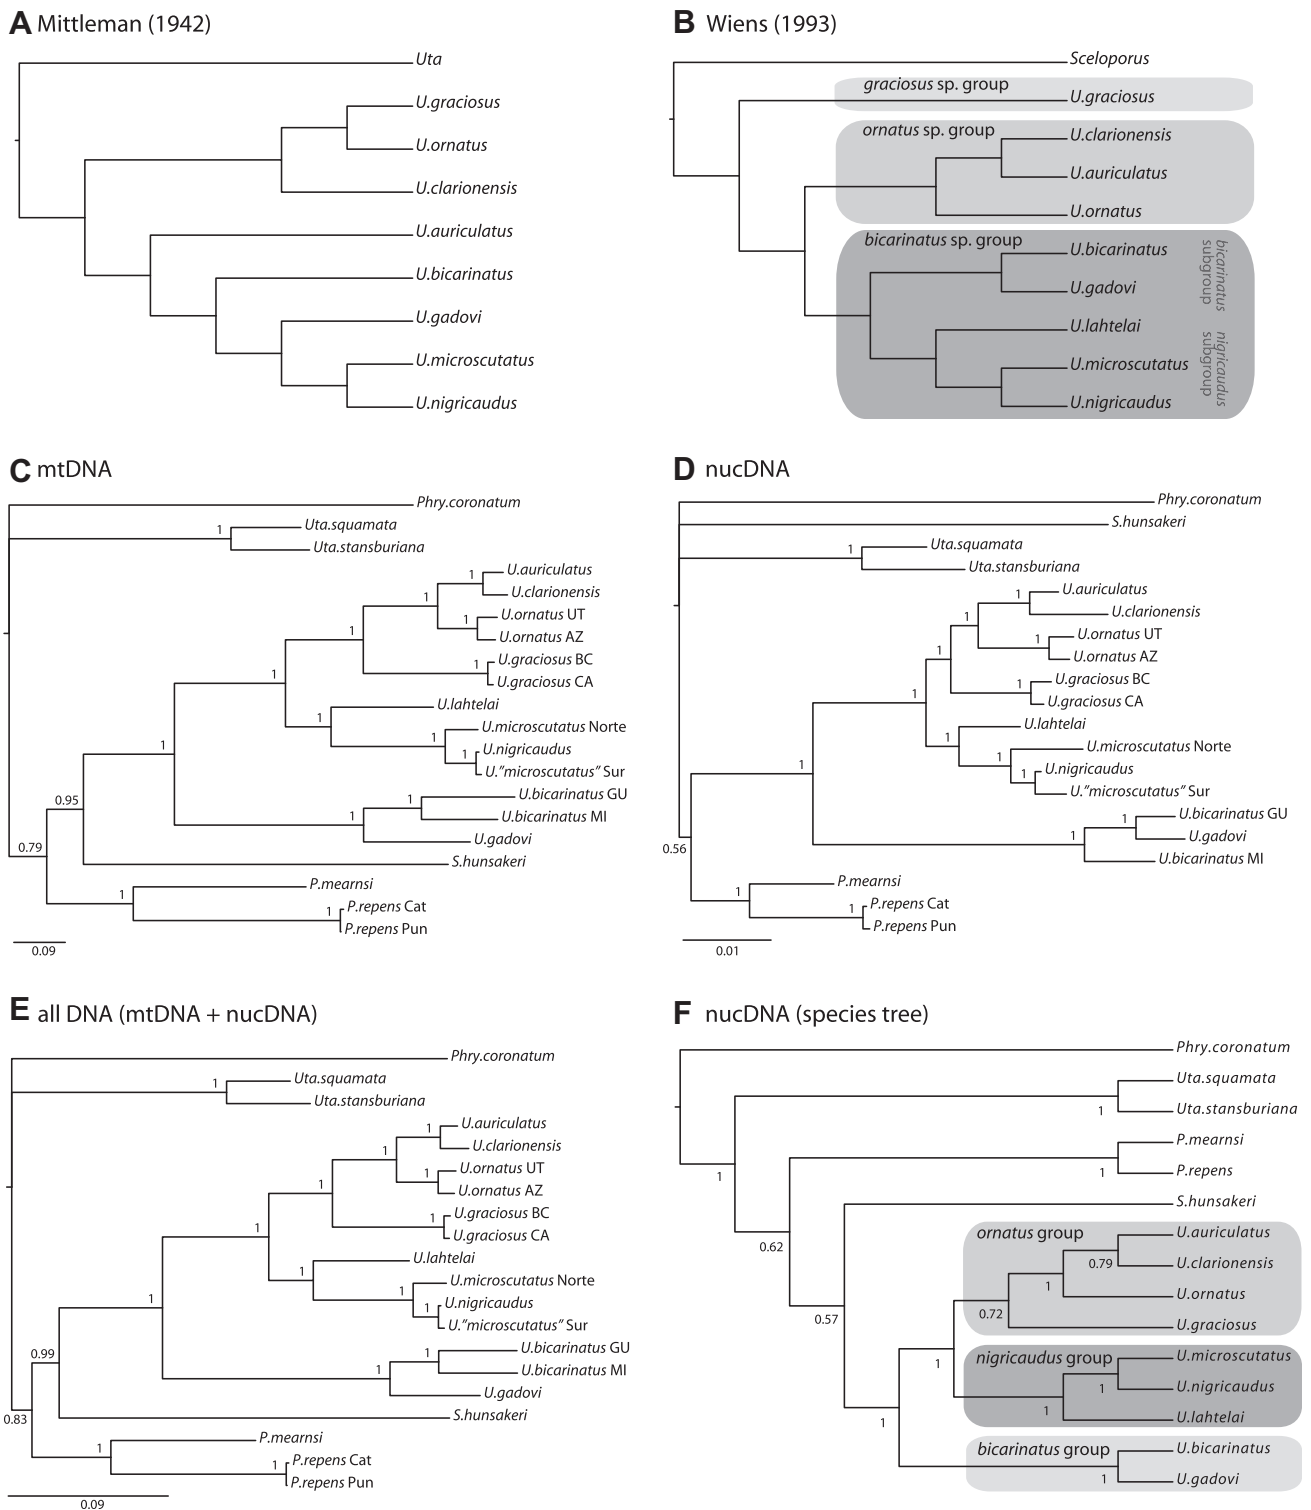 A Mittleman (1942)
Uta
U.graciosus
U.ornatus
U.clarionensis
U.auriculatus
U.bicarinatus
U.gadovi
U.microscutatus
U.nigricaudus
B Wiens (1993)
Sceloporus
graciosus sp. group
U.graciosus
ornatus sp. group
U.clarionensis
U.auriculatus
U.ornatus
bicarinatus sp. group
U.bicarinatus
U.gadovi
U.lahtelai
U.microscutatus
U.nigricaudus
bicarinatus
subgroup
nigricaudus
subgroup
C mtDNA
Phry.coronatum
1
Uta.squamata
Uta.stansburiana
1
U.auriculatus
U.clarionensis
1
1
U.ornatus UT
U.ornatus AZ
1
1
U.graciosus BC
U.graciosus CA
1
1
U.lahtelai
1
U.microscutatus Norte
1
U.nigricaudus
U."microscutatus" Sur
1
1
1
U.bicarinatus GU
U.bicarinatus MI
U.gadovi
0.95
S.hunsakeri
0.79
1
P.mearnsi
1
P.repens Cat
P.repens Pun
0.09
D nucDNA
Phry.coronatum
S.hunsakeri
1
Uta.squamata
Uta.stansburiana
1
U.auriculatus
U.clarionensis
1
1
U.ornatus UT
U.ornatus AZ
1
1
U.graciosus BC
U.graciosus CA
1
1
U.lahtelai
1
U.microscutatus Norte
1
U.nigricaudus
U."microscutatus" Sur
1
1
1
U.bicarinatus GU
U.gadovi
U.bicarinatus MI
0.56
1
P.mearnsi
1
P.repens Cat
P.repens Pun
0.01
E all DNA (mtDNA + nucDNA)
Phry.coronatum
1
Uta.squamata
Uta.stansburiana
1
U.auriculatus
U.clarionensis
1
1
U.ornatus UT
U.ornatus AZ
1
1
U.graciosus BC
U.graciosus CA
1
1
U.lahtelai
1
U.microscutatus Norte
1
U.nigricaudus
U."microscutatus" Sur
1
1
1
U.bicarinatus GU
U.bicarinatus MI
U.gadovi
0.99
S.hunsakeri
0.83
1
P.mearnsi
1
P.repens Cat
P.repens Pun
0.09
F nucDNA (species tree)
Phry.coronatum
Uta.squamata
Uta.stansburiana
1
P.mearnsi
P.repens
1
1
S.hunsakeri
0.62
0.57
ornatus group
U.auriculatus
U.clarionensis
0.79
U.ornatus
1
U.graciosus
0.72
nigricaudus group
U.microscutatus
U.nigricaudus
1
1
U.lahtelai
1
1
bicarinatus group
U.bicarinatus
U.gadovi
1